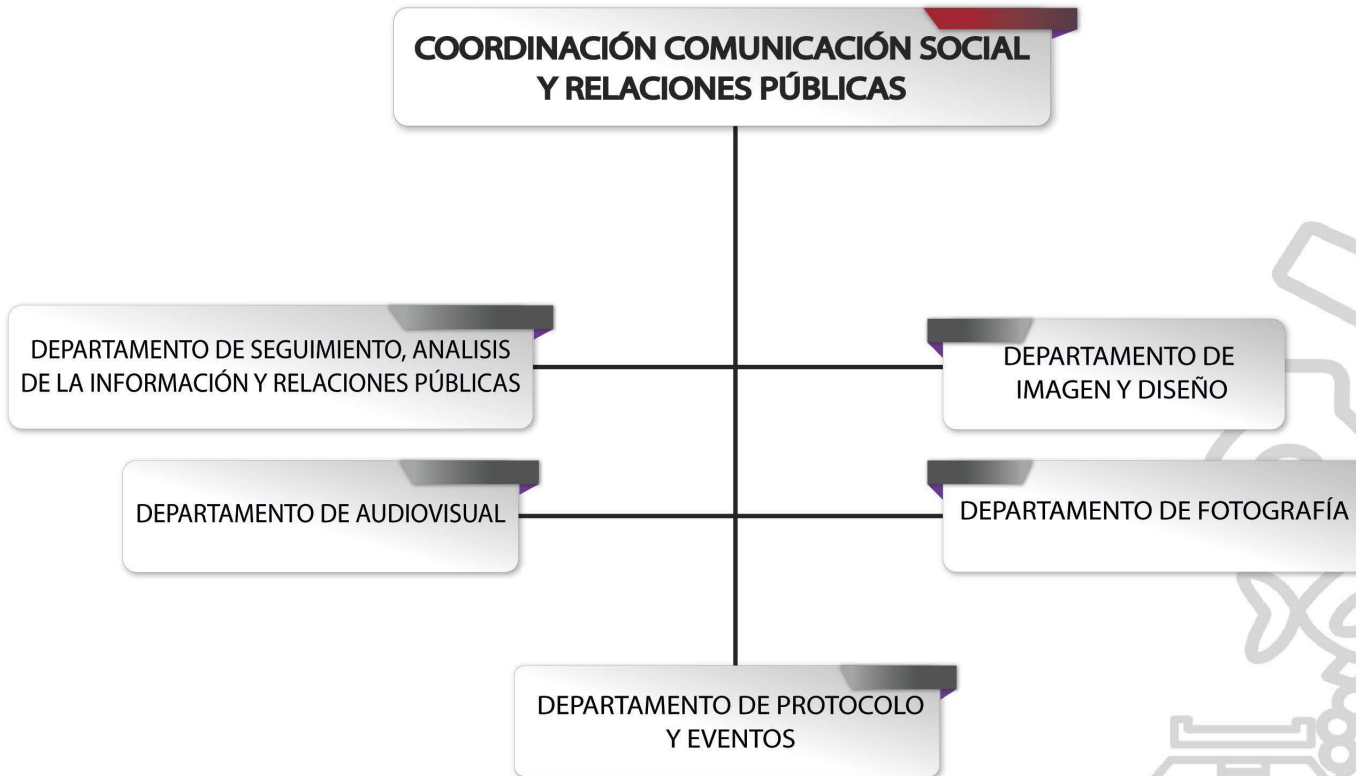 COORDINACIÓN COMUNICACIÓN SOCIAL
Y RELACIONES PÚBLICAS
DEPARTAMENTO DE SEGUIMIENTO, ANALISIS
DE LA INFORMACIÓN Y RELACIONES PÚBLICAS
DEPARTAMENTO DE
IMAGEN Y DISEÑO
DEPARTAMENTO DE AUDIOVISUAL
DEPARTAMENTO DE FOTOGRAFÍA
DEPARTAMENTO DE PROTOCOLO
Y EVENTOS